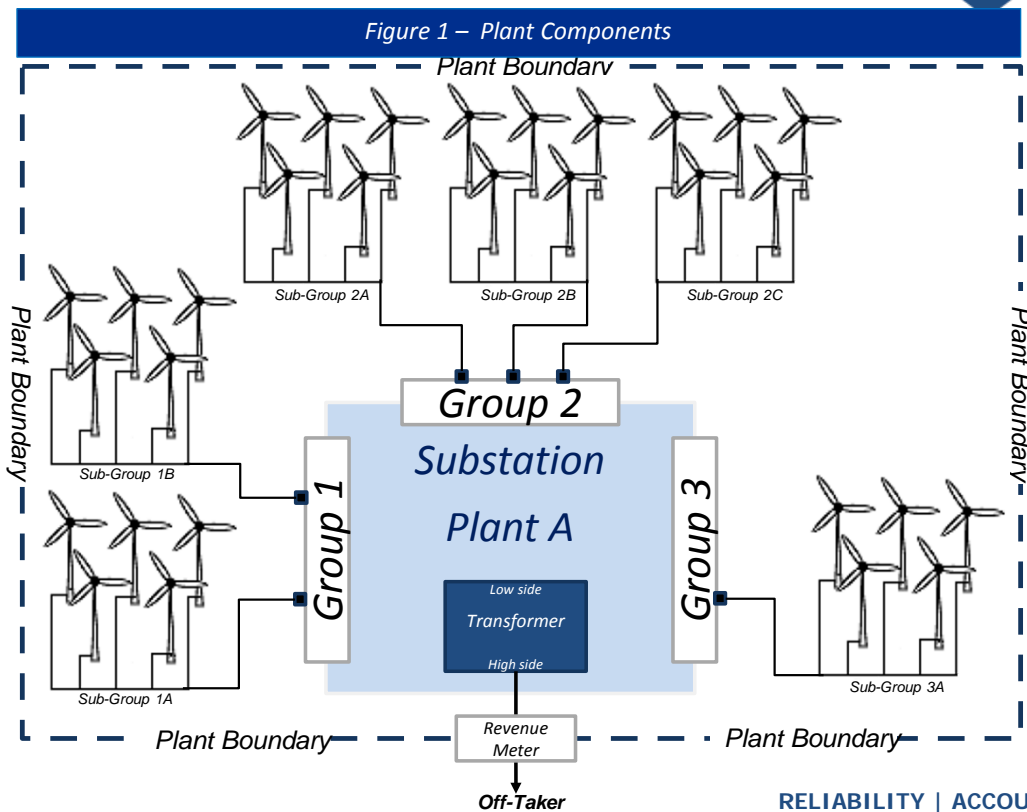 Figure 1 – Plant Components
Plant Boundary
Sub-Group 2A
Sub-Group 2B
Sub-Group 2C
Plant Boundary
Plant Boundary
Group 2
Substation
Plant A
Sub-Group 1B
Group 1
Group 3
Low side
Transformer
High side
Sub-Group 1A
Sub-Group 3A
Plant Boundary
Revenue
Meter
Plant Boundary
Off-Taker
RELIABILITY | ACCOU